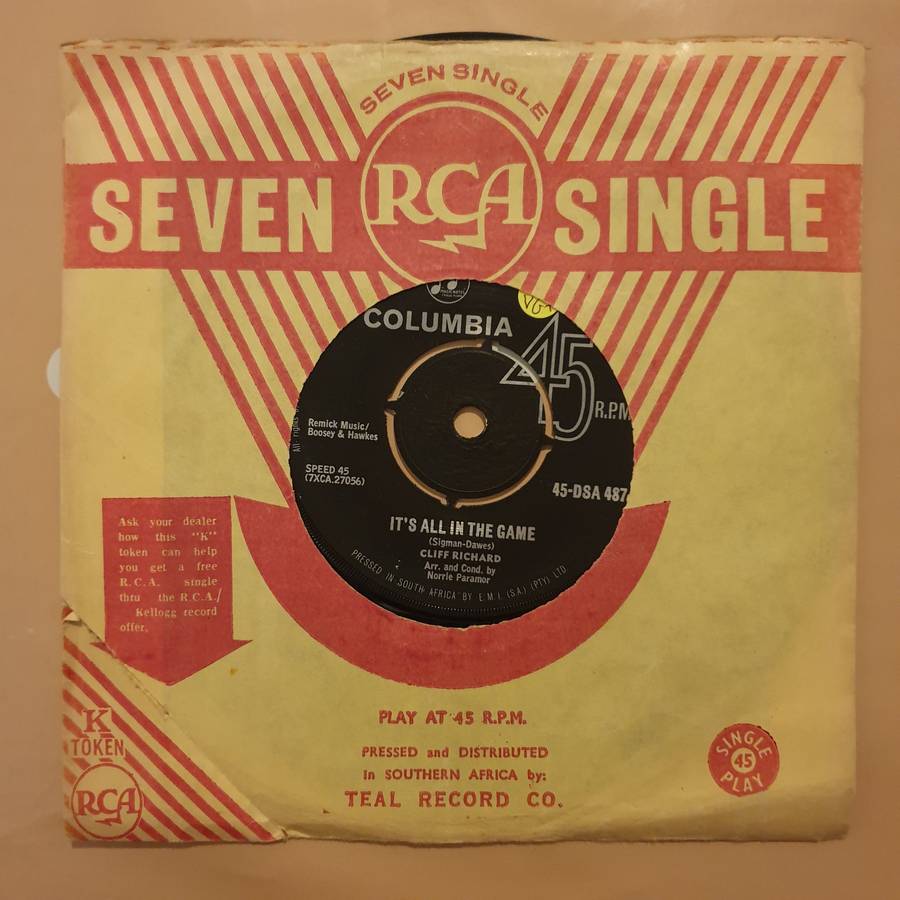 SEVEN SINGLE
SEVEN RCA SINGLE
COLUMBIA
VG+
45
R.P.M
Remick Music/
Boosey & Hawkes
SPEED 45
(7XCA.27056)
45-DSA 487
IT'S ALL IN THE GAME
(Sigman-Dawes)
CLIFF RICHARD
Arr. and Cond. by
Norrie Paramor
PRESSED IN SOUTH AFRICA BY E.M.I. (S.A.) (PTY) LTD
All rights
Ask your dealer
how this "K"
token can help
you get a free
R.C.A. single
thru the R.C.A./
Kellogg record
offer.
K
TOKEN
RCA
PLAY AT 45 R.P.M.
PRESSED and DISTRIBUTED
in SOUTHERN AFRICA by:
TEAL RECORD CO.
SINGLE
45
PLAY